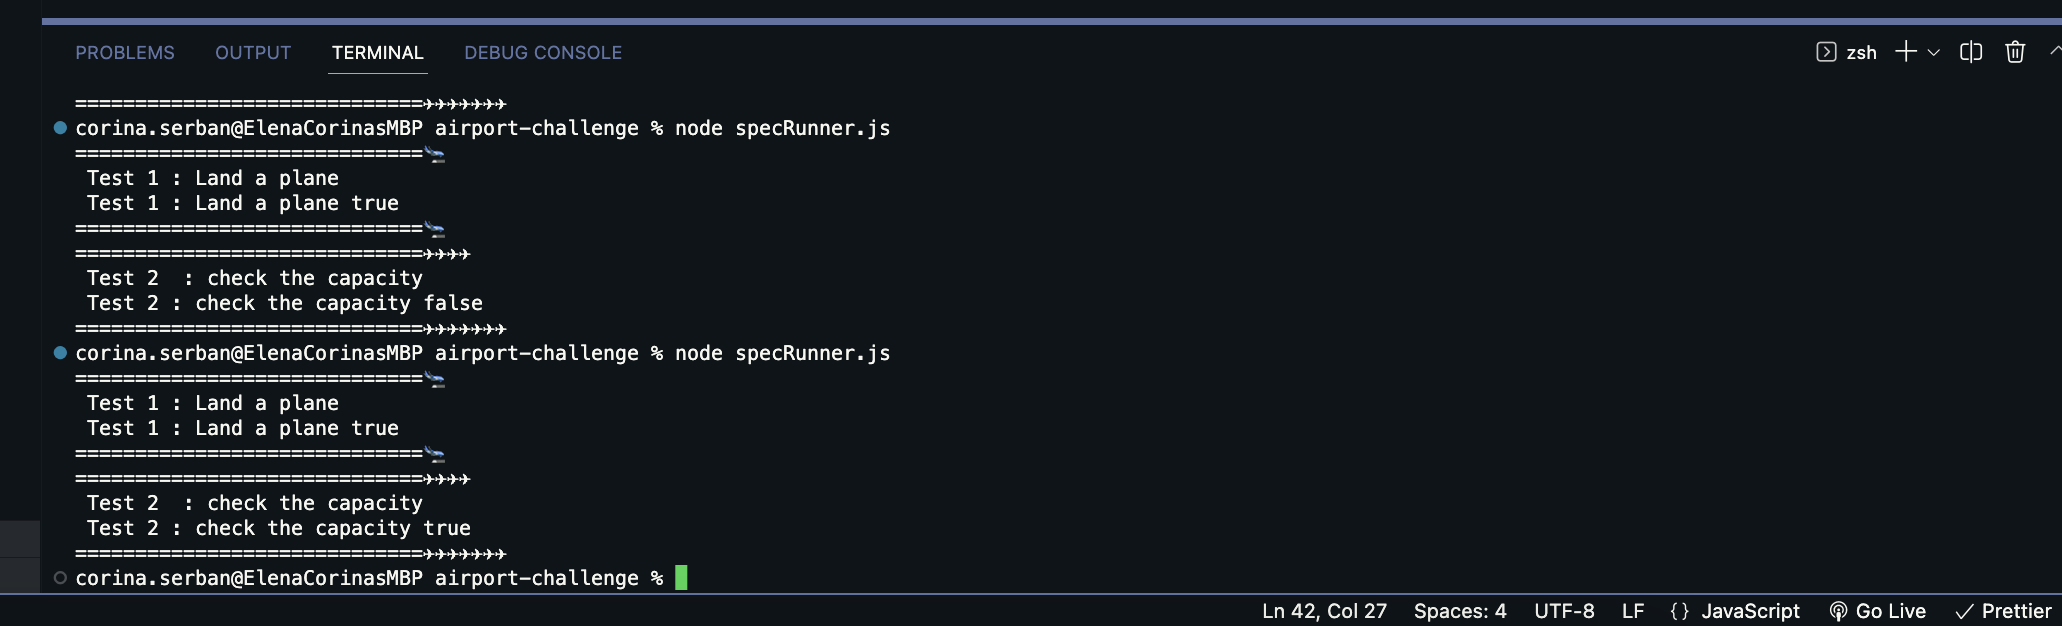 PROBLEMS OUTPUT TERMINAL DEBUG CONSOLE zsh
=============================✈✈✈✈✈✈✈
corina.serban@ElenaCorinasMBP airport-challenge % node specRunner.js
=============================🛬
Test 1 : Land a plane
Test 1 : Land a plane true
=============================🛬
=============================✈✈✈✈
Test 2  : check the capacity
Test 2 : check the capacity false
=============================✈✈✈✈✈✈✈
corina.serban@ElenaCorinasMBP airport-challenge % node specRunner.js
=============================🛬
Test 1 : Land a plane
Test 1 : Land a plane true
=============================🛬
=============================✈✈✈✈
Test 2  : check the capacity
Test 2 : check the capacity true
=============================✈✈✈✈✈✈✈
corina.serban@ElenaCorinasMBP airport-challenge %
Ln 42, Col 27 Spaces: 4 UTF-8 LF {} JavaScript Go Live ✓ Prettier